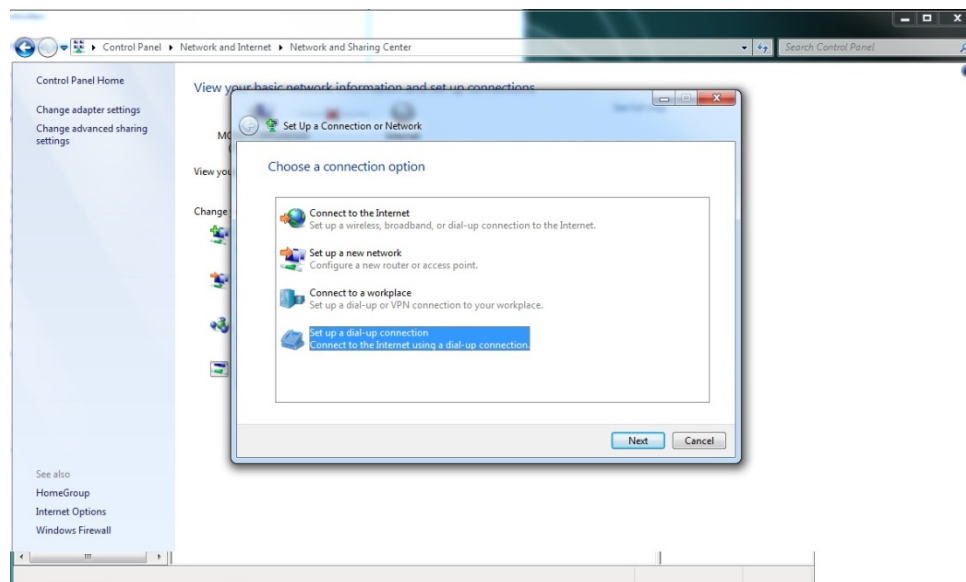 Control Panel ▸ Network and Internet ▸ Network and Sharing Center
Search Control Panel
Control Panel Home
Change adapter settings
Change advanced sharing
settings
See also
HomeGroup
Internet Options
Windows Firewall
View your basic network information and set up connections
View you
Change
Set Up a Connection or Network
Choose a connection option
Connect to the Internet
Set up a wireless, broadband, or dial-up connection to the Internet.
Set up a new network
Configure a new router or access point.
Connect to a workplace
Set up a dial-up or VPN connection to your workplace.
Set up a dial-up connection
Connect to the Internet using a dial-up connection.
Next
Cancel